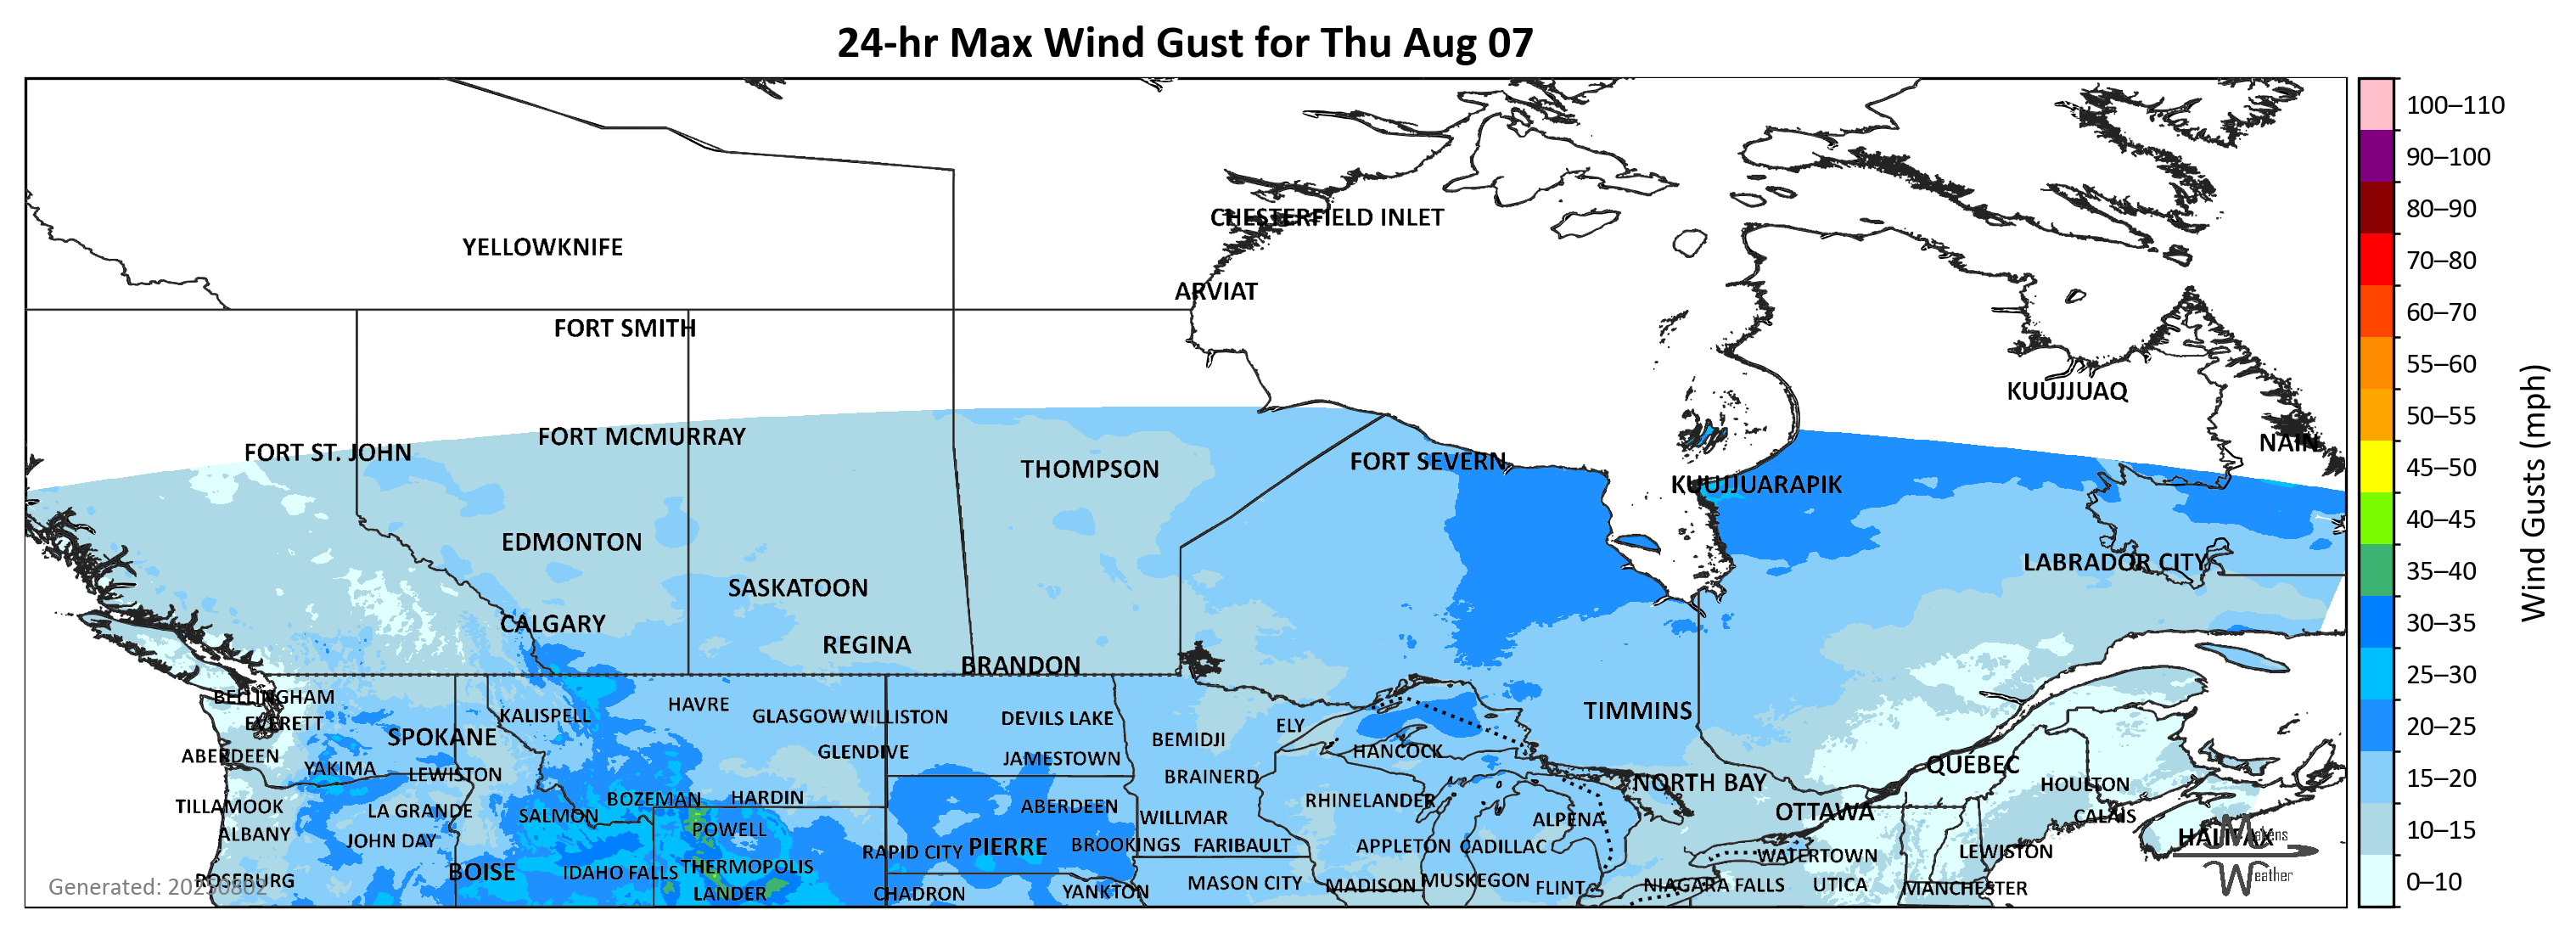 24-hr Max Wind Gust for Thu Aug 07
100–110
90–100
80–90
70–80
60–70
55–60
50–55
45–50
40–45
35–40
30–35
25–30
20–25
15–20
10–15
0–10
Wind Gusts (mph)
CHESTERFIELD INLET
YELLOWKNIFE
ARVIAT
FORT SMITH
KUUJJUAQ
FORT MCMURRAY
NAIN
FORT ST. JOHN
FORT SEVERN
THOMPSON
KUUJJUARAPIK
EDMONTON
LABRADOR CITY
SASKATOON
CALGARY
REGINA
BRANDON
BELLINGHAM
HAVRE
TIMMINS
KALISPELL
GLASGOW
WILLISTON
DEVILS LAKE
EVERETT
ELY
SPOKANE
BEMIDJI
GLENDIVE
HANCOCK
ABERDEEN
JAMESTOWN
QUÉBEC
YAKIMA
LEWISTON
BRAINERD
NORTH BAY
HOULTON
BOZEMAN
HARDIN
RHINELANDER
TILLAMOOK
ABERDEEN
LA GRANDE
SALMON
WILLMAR
OTTAWA
CALAIS
ALPENA
POWELL
ALBANY
HALIFAX
JOHN DAY
PIERRE
BROOKINGS
FARIBAULT
APPLETON
CADILLAC
RAPID CITY
LEWISTON
WATERTOWN
THERMOPOLIS
BOISE
IDAHO FALLS
ROSEBURG
MUSKEGON
MASON CITY
MADISON
NIAGARA FALLS
UTICA
FLINT
MANCHESTER
LANDER
CHADRON
YANKTON
Generated: 20250802
Makens
Weather